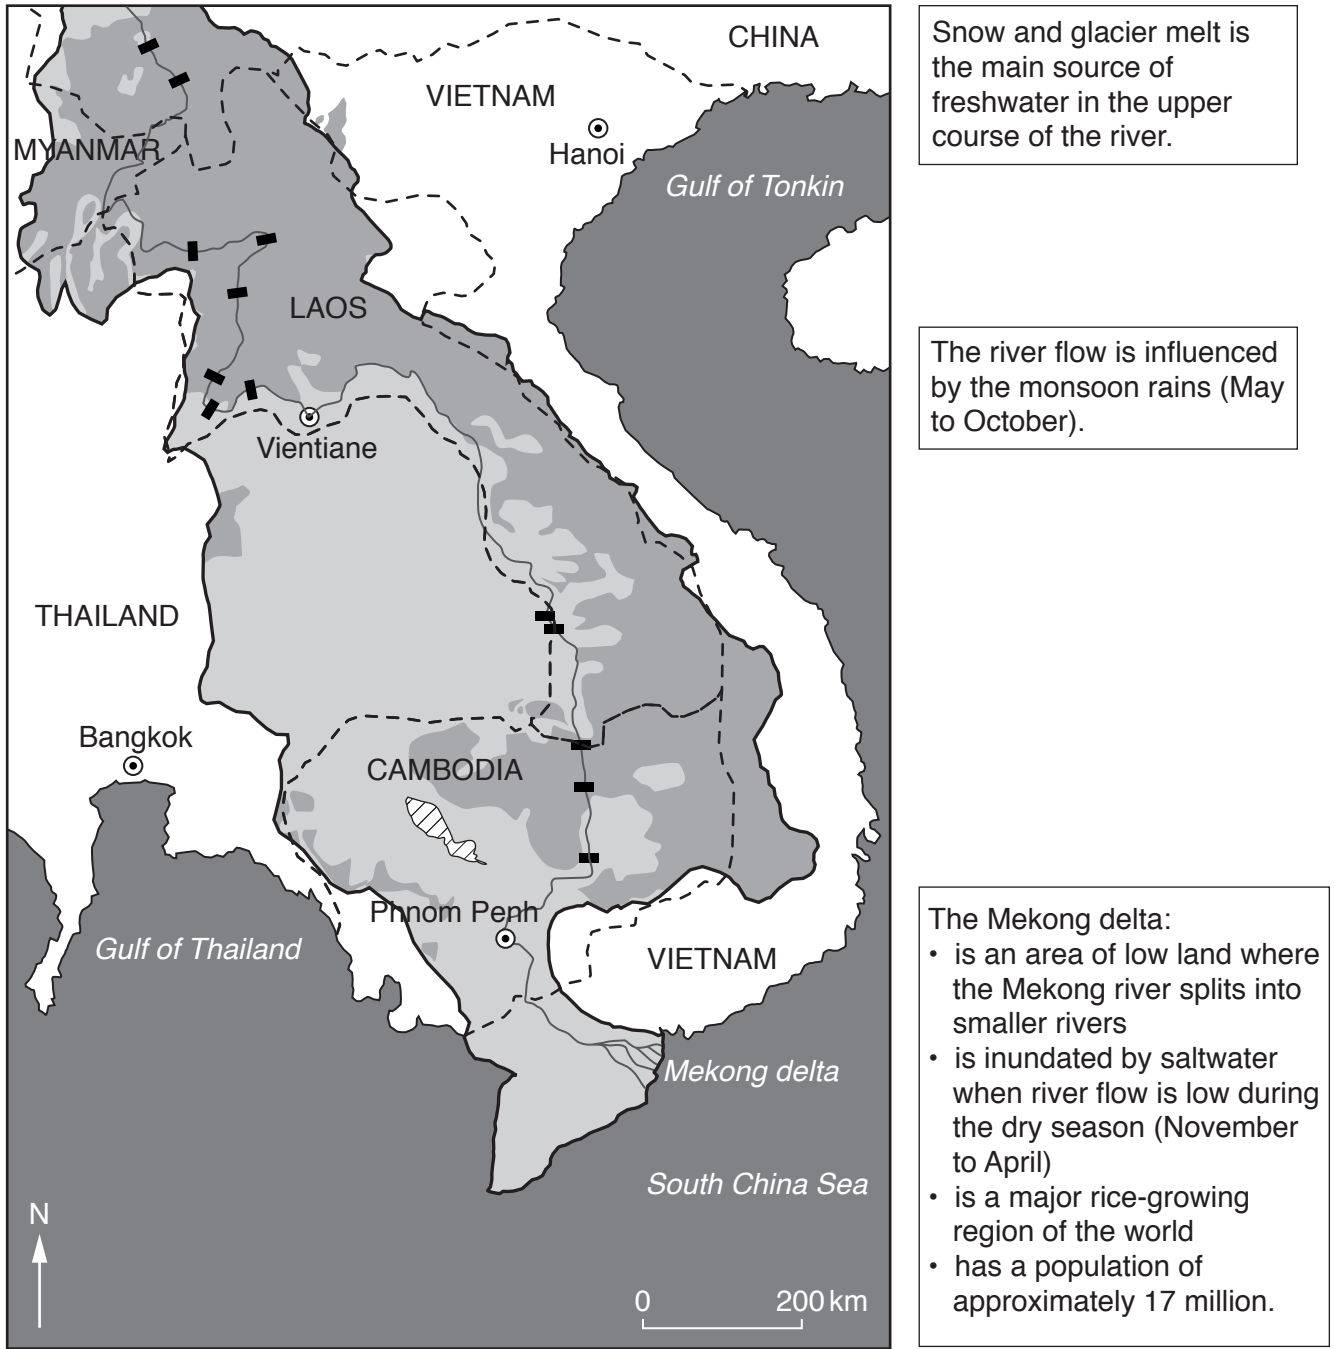 CHINA
VIETNAM
Hanoi
MYANMAR
Gulf of Tonkin
LAOS
Vientiane
THAILAND
Bangkok
CAMBODIA
Phnom Penh
Gulf of Thailand
VIETNAM
Mekong delta
South China Sea
N
0 200 km
Snow and glacier melt is
the main source of
freshwater in the upper
course of the river.
The river flow is influenced
by the monsoon rains (May
to October).
The Mekong delta:
• is an area of low land where
the Mekong river splits into
smaller rivers
• is inundated by saltwater
when river flow is low during
the dry season (November
to April)
• is a major rice-growing
region of the world
• has a population of
approximately 17 million.